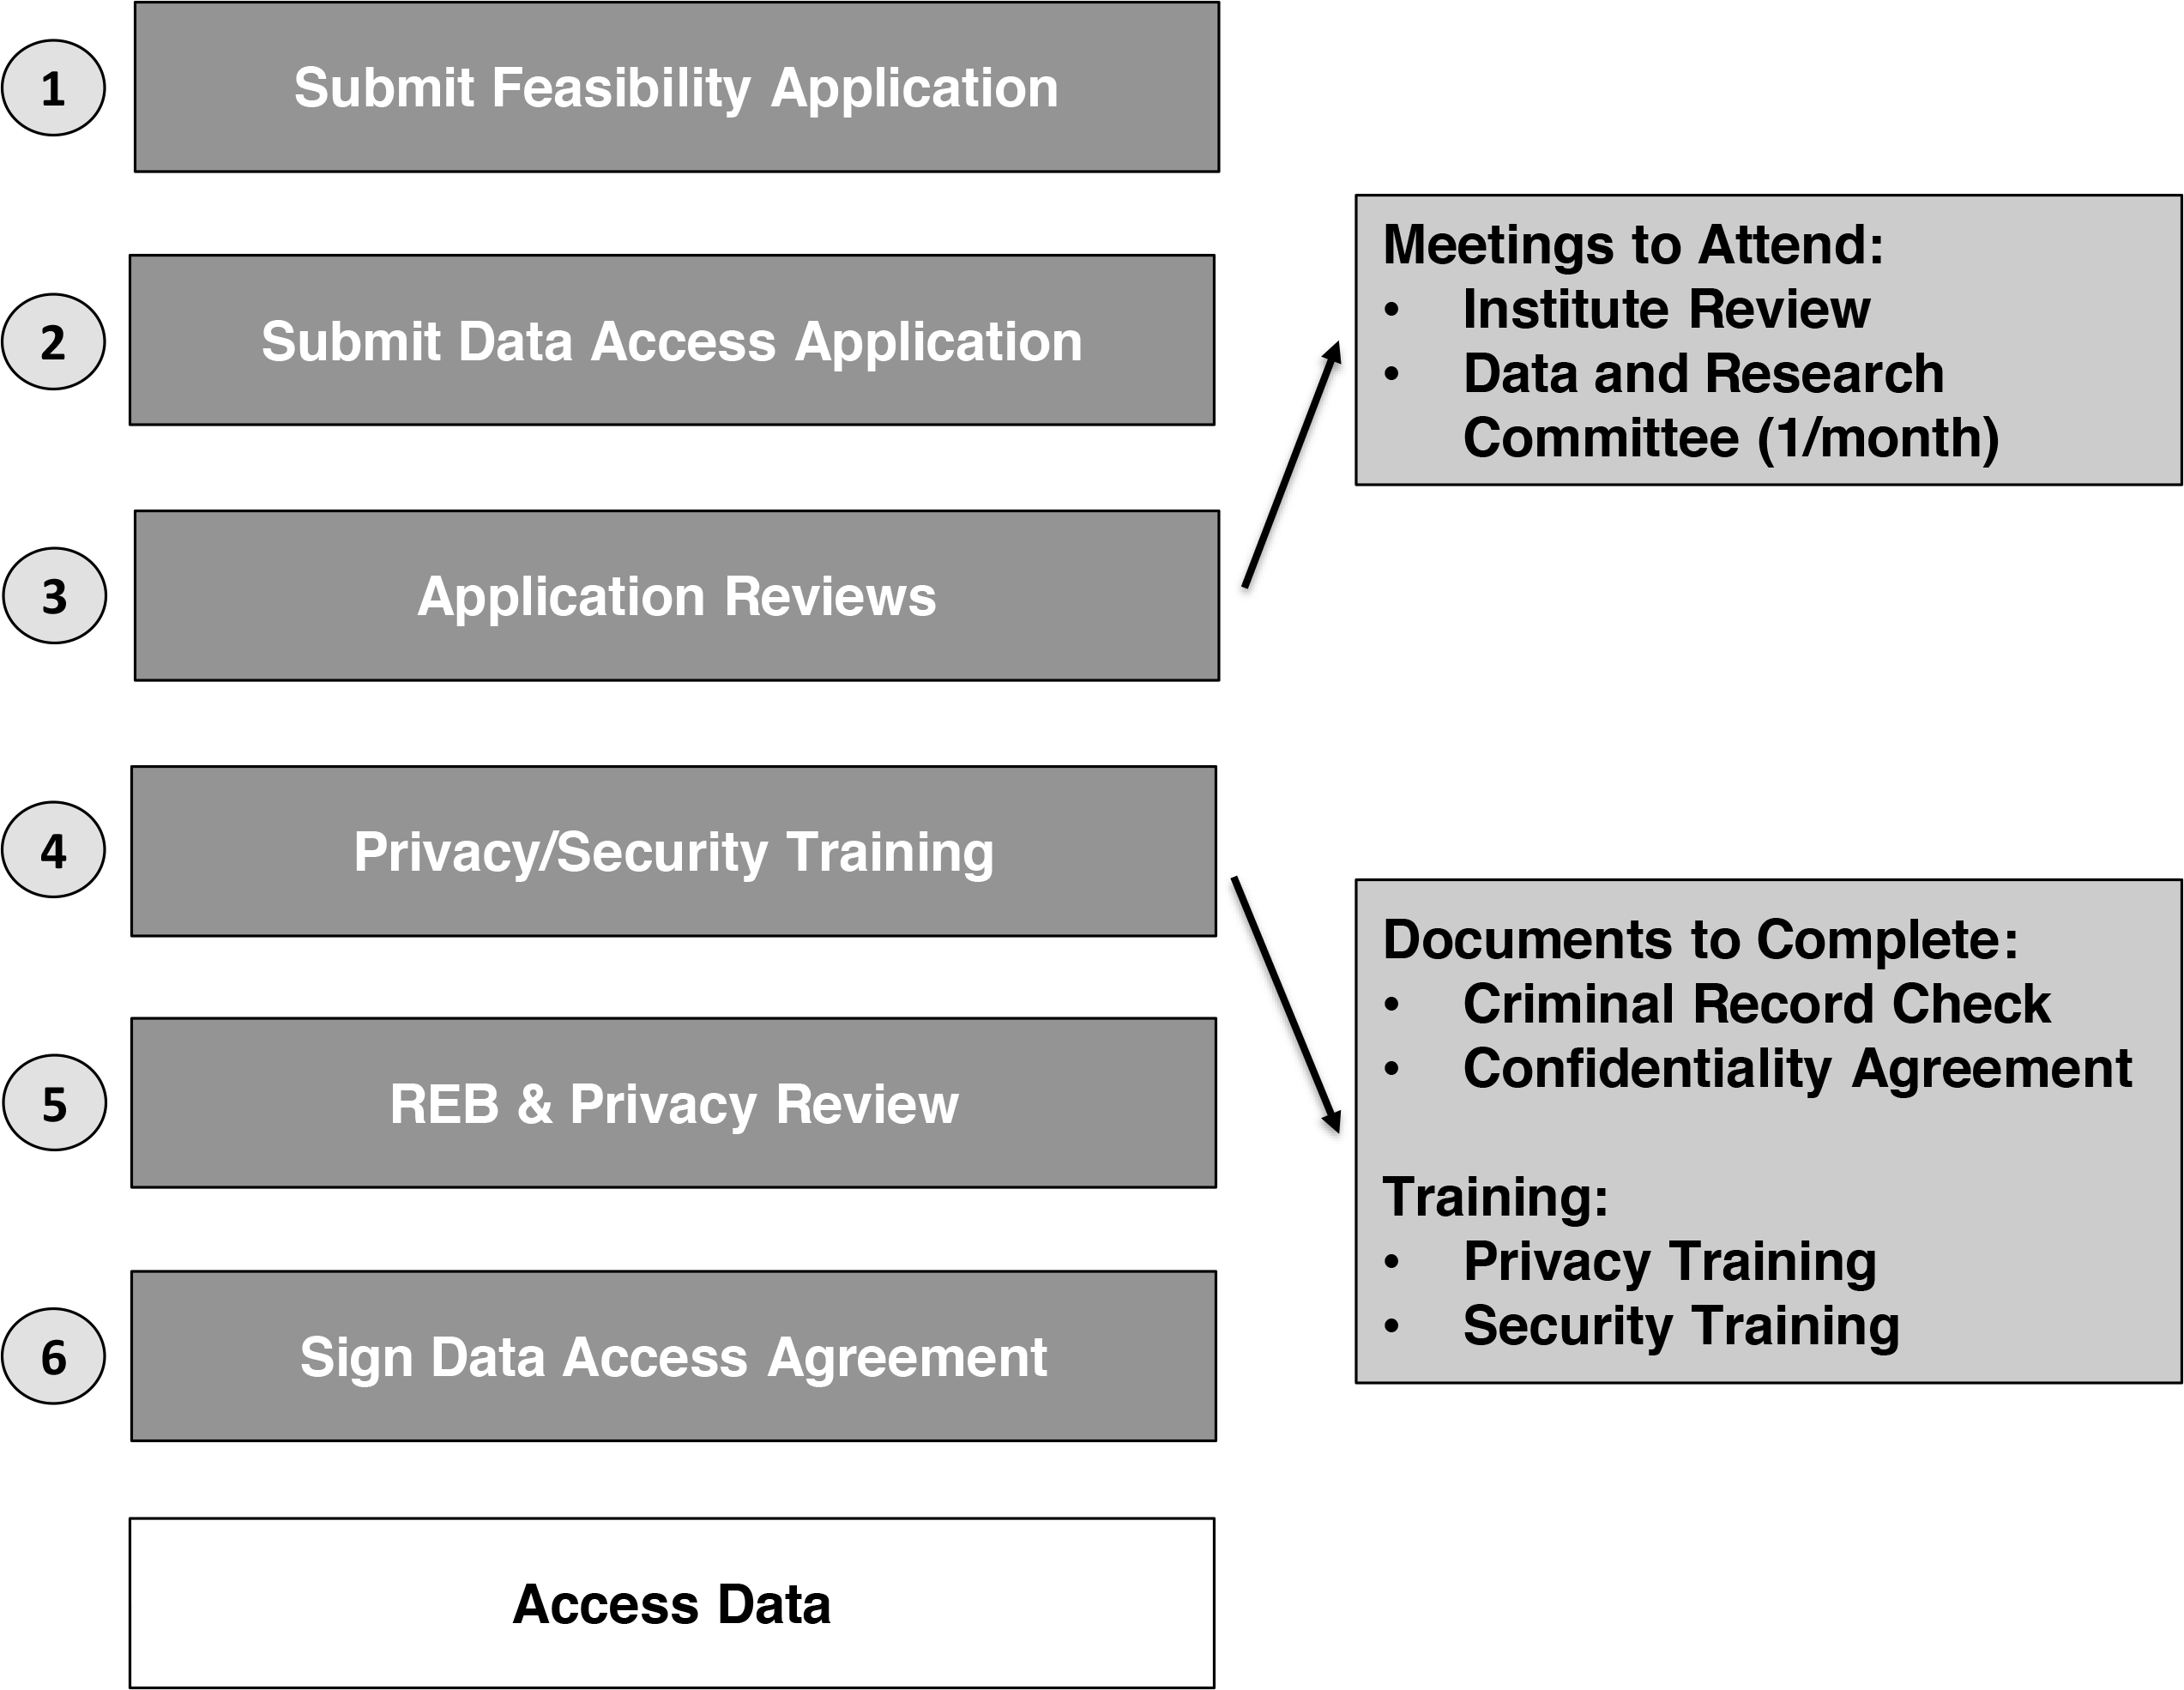 1
Submit Feasibility Application
2
Submit Data Access Application
3
Application Reviews
Meetings to Attend:
• Institute Review
• Data and Research
Committee (1/month)
4
Privacy/Security Training
5
REB & Privacy Review
6
Sign Data Access Agreement
Documents to Complete:
• Criminal Record Check
• Confidentiality Agreement
Training:
• Privacy Training
• Security Training
Access Data